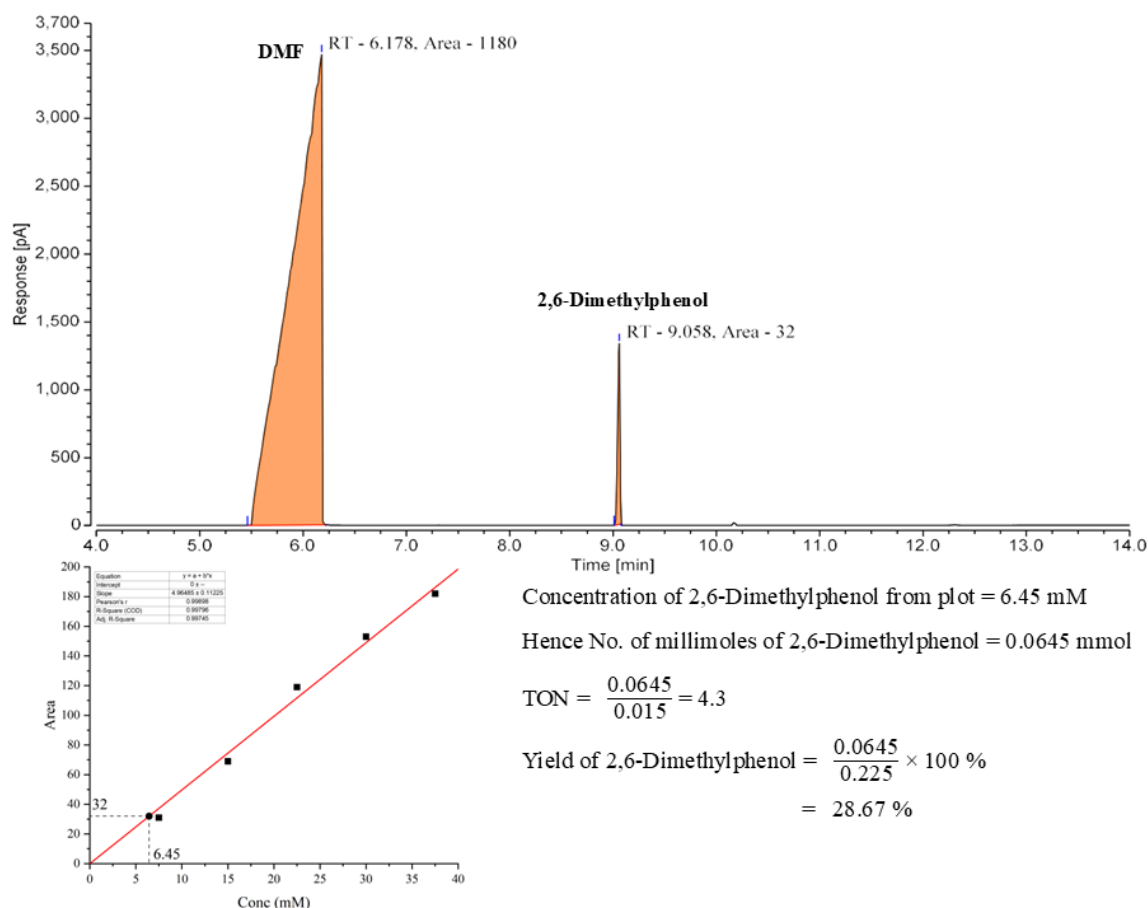 3,700
3,500
3,000
2,500
2,000
1,500
1,000
500
0
Response [pA]
DMF
RT - 6.178, Area - 1180
2,6-Dimethylphenol
RT - 9.058, Area - 32
4.0 5.0 6.0 7.0 8.0 9.0 10.0 11.0 12.0 13.0 14.0
Time [min]
200
180
160
140
120
100
80
60
40
20
0
Area
Equation y = a + b*x
Intercept 0 ± --
Slope 4.96485 ± 0.11225
Pearson's r 0.99898
R-Square (COD) 0.99796
Adj. R-Square 0.99745
32
6.45
0 5 10 15 20 25 30 35 40
Conc (mM)
Concentration of 2,6-Dimethylphenol from plot = 6.45 mM
Hence No. of millimoles of 2,6-Dimethylphenol = 0.0645 mmol
TON = 0.0645 / 0.015 = 4.3
Yield of 2,6-Dimethylphenol = 0.0645 / 0.225 × 100 %
= 28.67 %